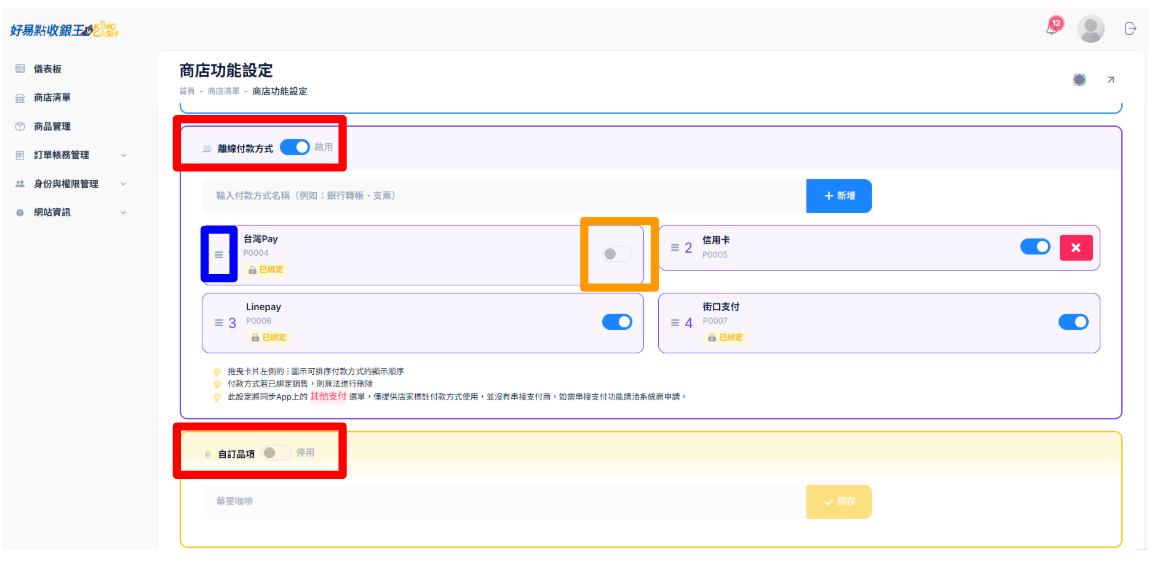 好易點收銀王 KING CASH
12
儀表板
商店清單
商品管理
訂單帳務管理
身份與權限管理
網站資訊
商店功能設定
首頁 - 商店清單 - 商店功能設定
離線付款方式 啟用
輸入付款方式名稱（例如：銀行轉帳、支票）
+ 新增
台灣Pay
P0004
已綁定
2 信用卡
P0005
Linepay
3 P0006
已綁定
街口支付
4 P0007
已綁定
拖曳卡片左側的⋮圖示可排序付款方式的顯示順序
付款方式若已綁定銷售，則無法進行刪除
此設定將同步App上的 其他支付 選單，僅提供店家標註付款方式使用，並沒有串接支付商，如需串接支付功能請洽系統商申請。
自訂品項 停用
華雯咖啡
保存